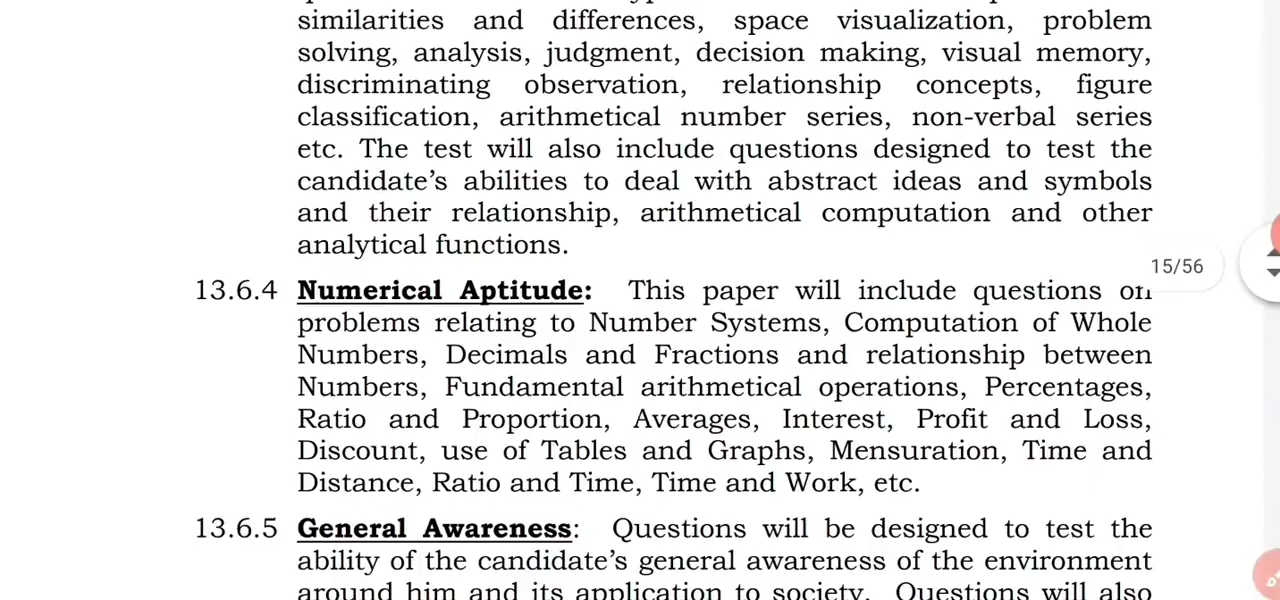 similarities and differences, space visualization, problem
solving, analysis, judgment, decision making, visual memory,
discriminating observation, relationship concepts, figure
classification, arithmetical number series, non-verbal series
etc. The test will also include questions designed to test the
candidate's abilities to deal with abstract ideas and symbols
and their relationship, arithmetical computation and other
analytical functions.
15/56
13.6.4 Numerical Aptitude: This paper will include questions on
problems relating to Number Systems, Computation of Whole
Numbers, Decimals and Fractions and relationship between
Numbers, Fundamental arithmetical operations, Percentages,
Ratio and Proportion, Averages, Interest, Profit and Loss,
Discount, use of Tables and Graphs, Mensuration, Time and
Distance, Ratio and Time, Time and Work, etc.
13.6.5 General Awareness: Questions will be designed to test the
ability of the candidate's general awareness of the environment
around him and its application to society. Questions will also